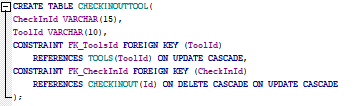 CREATE TABLE CHECKINOUTTOOL(
CheckInId VARCHAR(15),
ToolId VARCHAR(10),
CONSTRAINT FK_ToolsId FOREIGN KEY (ToolId)
REFERENCES TOOLS(ToolId) ON UPDATE CASCADE,
CONSTRAINT FK_CheckInId FOREIGN KEY (CheckInId)
REFERENCES CHECKINOUT(Id) ON DELETE CASCADE ON UPDATE CASCADE
);